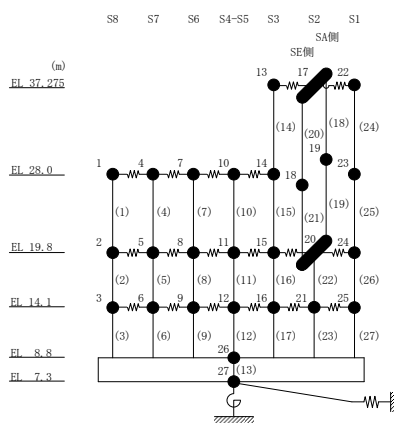 S8 S7 S6 S4-S5 S3 S2 S1
SA側
(m) SE側
13 17 22
EL 37.275
(14) (20) (18) (24)
19
1 4 7 10 14 23
EL 28.0
18
(1) (4) (7) (10) (15) (21) (19) (25)
2 5 8 11 15 20 24
EL 19.8
(2) (5) (8) (11) (16) (22) (26)
3 6 9 12 16 21 25
EL 14.1
(3) (6) (9) (12) (17) (23) (27)
26
EL 8.8
27 (13)
EL 7.3